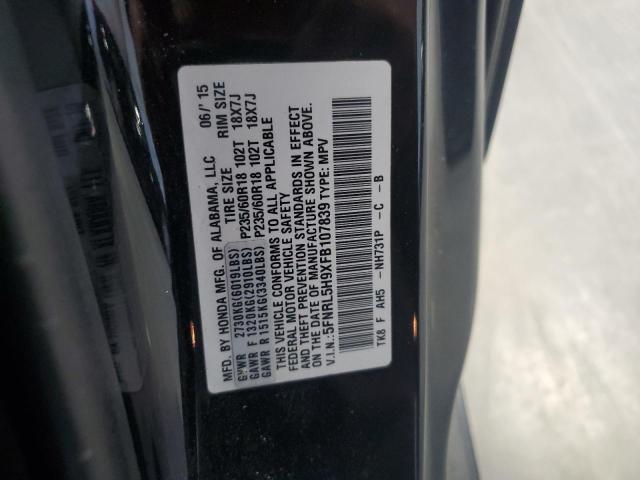 MFD. BY HONDA MFG. OF ALABAMA, LLC 06/'15
TIRE SIZE RIM SIZE
GVWR 2730KG(6019LBS)
GAWR F 1320KG(2910LBS) P235/60R18 102T 18X7J
GAWR R 1515KG(3340LBS) P235/60R18 102T 18X7J
THIS VEHICLE CONFORMS TO ALL APPLICABLE
FEDERAL MOTOR VEHICLE SAFETY
AND THEFT PREVENTION STANDARDS IN EFFECT
ON THE DATE OF MANUFACTURE SHOWN ABOVE.
V.I.N.: 5FNRL5H9XFB107839 TYPE: MPV
TK8 F AH5 -NH731P -C -B